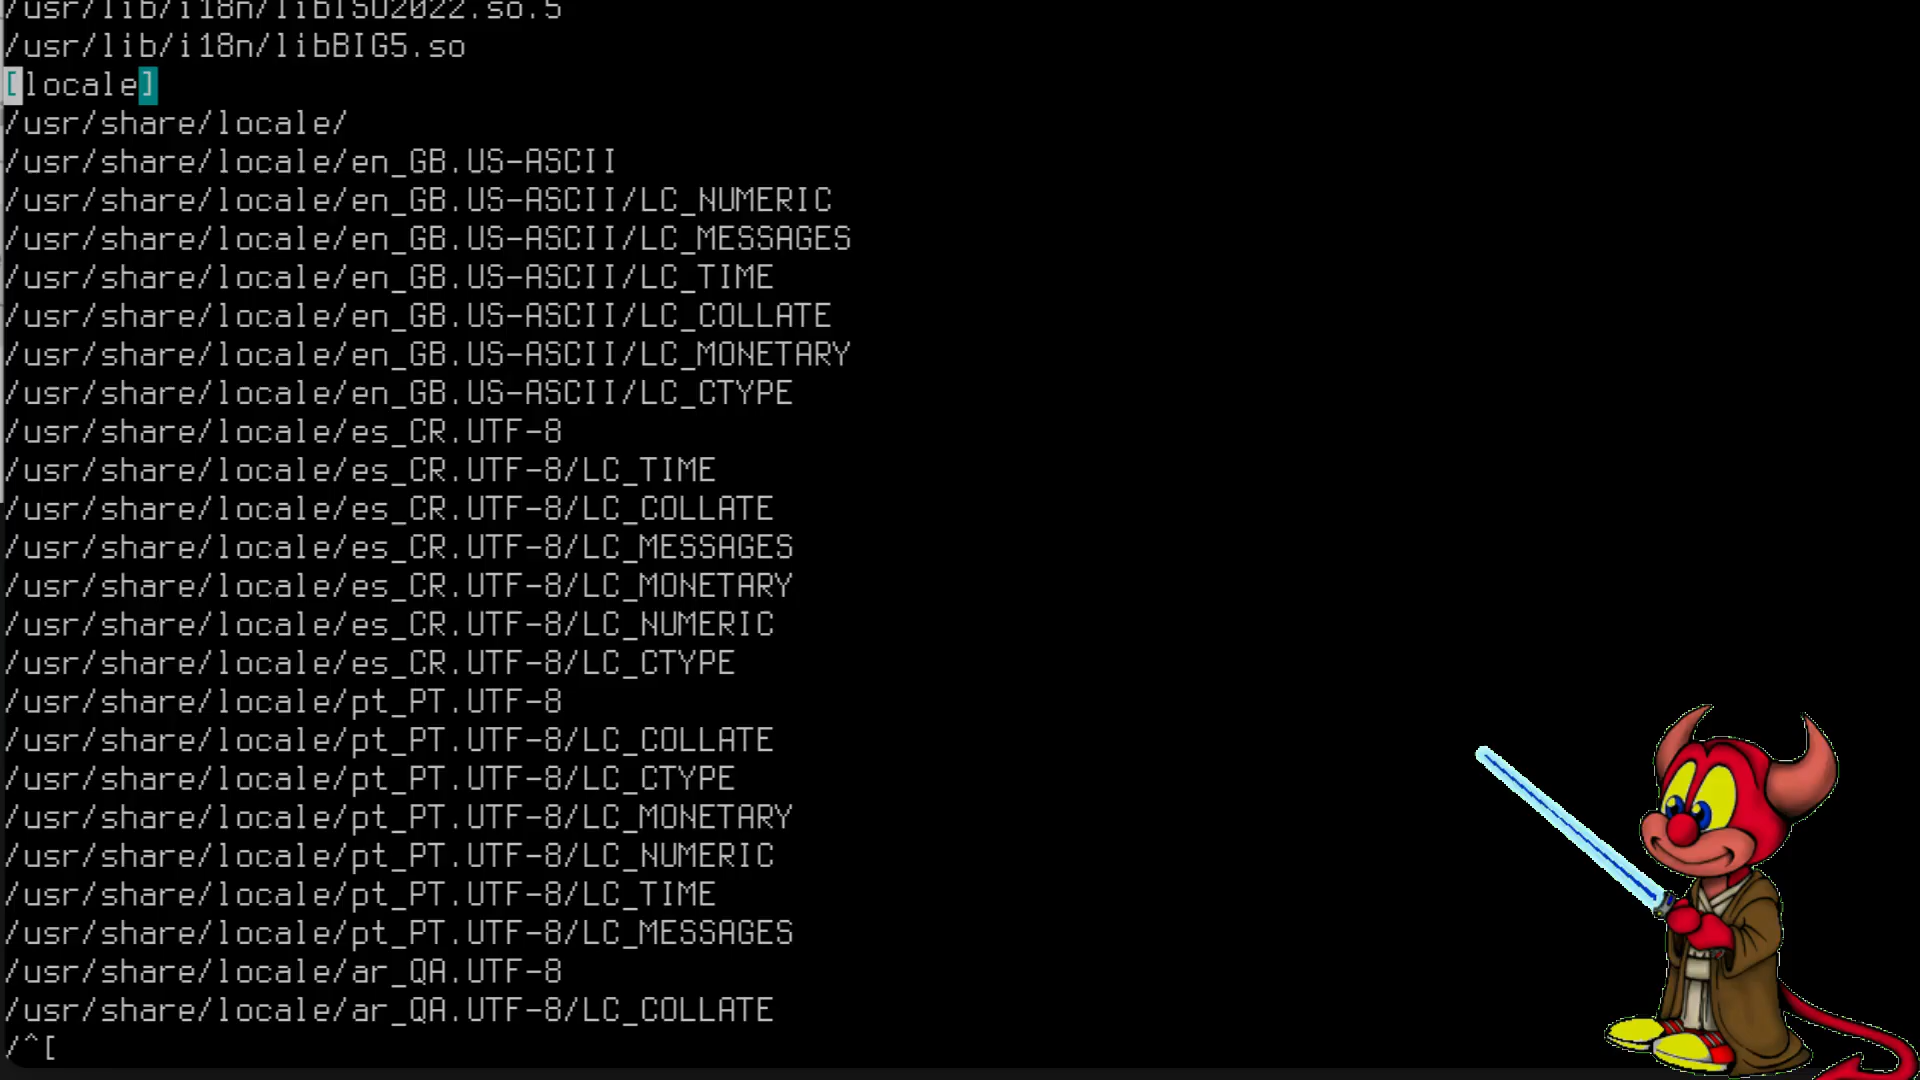 /usr/lib/i18n/libISO2022.so.5
/usr/lib/i18n/libBIG5.so
[locale]
/usr/share/locale/
/usr/share/locale/en_GB.US-ASCII
/usr/share/locale/en_GB.US-ASCII/LC_NUMERIC
/usr/share/locale/en_GB.US-ASCII/LC_MESSAGES
/usr/share/locale/en_GB.US-ASCII/LC_TIME
/usr/share/locale/en_GB.US-ASCII/LC_COLLATE
/usr/share/locale/en_GB.US-ASCII/LC_MONETARY
/usr/share/locale/en_GB.US-ASCII/LC_CTYPE
/usr/share/locale/es_CR.UTF-8
/usr/share/locale/es_CR.UTF-8/LC_TIME
/usr/share/locale/es_CR.UTF-8/LC_COLLATE
/usr/share/locale/es_CR.UTF-8/LC_MESSAGES
/usr/share/locale/es_CR.UTF-8/LC_MONETARY
/usr/share/locale/es_CR.UTF-8/LC_NUMERIC
/usr/share/locale/es_CR.UTF-8/LC_CTYPE
/usr/share/locale/pt_PT.UTF-8
/usr/share/locale/pt_PT.UTF-8/LC_COLLATE
/usr/share/locale/pt_PT.UTF-8/LC_CTYPE
/usr/share/locale/pt_PT.UTF-8/LC_MONETARY
/usr/share/locale/pt_PT.UTF-8/LC_NUMERIC
/usr/share/locale/pt_PT.UTF-8/LC_TIME
/usr/share/locale/pt_PT.UTF-8/LC_MESSAGES
/usr/share/locale/ar_QA.UTF-8
/usr/share/locale/ar_QA.UTF-8/LC_COLLATE
/^[